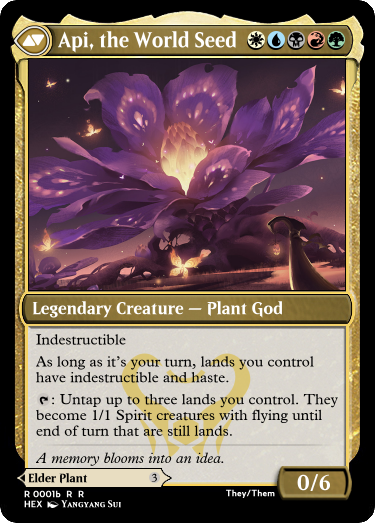 Api, the World Seed
Legendary Creature — Plant God
Indestructible
As long as it's your turn, lands you control
have indestructible and haste.
: Untap up to three lands you control. They
become 1/1 Spirit creatures with flying until
end of turn that are still lands.
A memory blooms into an idea.
Elder Plant 3
0/6
R 0001b R R
They/Them
HEX Yangyang Sui